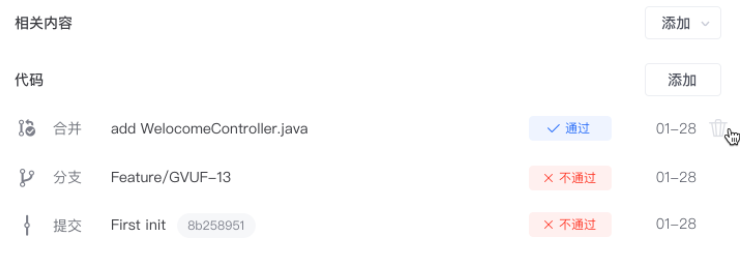 相关内容 添加
代码 添加
合并 add WelocomeController.java 通过 01-28
分支 Feature/GVUF-13 不通过 01-28
提交 First init 8b258951 不通过 01-28